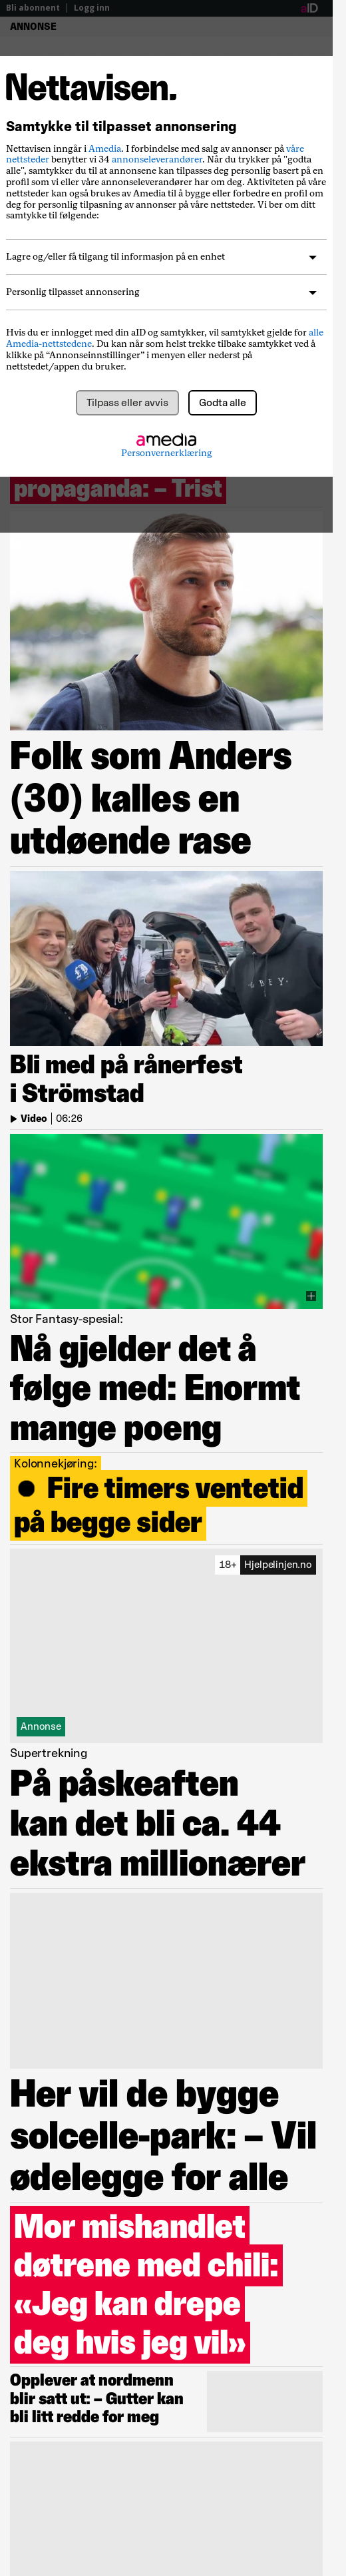 Bli abonnent | Logg inn
aID
ANNONSE
Nettavisen.
Samtykke til tilpasset annonsering
Nettavisen inngår i Amedia. I forbindelse med salg av annonser på våre
nettsteder benytter vi 34 annonseleverandører. Når du trykker på "godta
alle", samtykker du til at annonsene kan tilpasses deg personlig basert på en
profil som vi eller våre annonseleverandører har om deg. Aktiviteten på våre
nettsteder kan også brukes av Amedia til å bygge eller forbedre en profil om
deg for personlig tilpasning av annonser på våre nettsteder. Vi ber om ditt
samtykke til følgende:
Lagre og/eller få tilgang til informasjon på en enhet
Personlig tilpasset annonsering
Hvis du er innlogget med din aID og samtykker, vil samtykket gjelde for alle
Amedia-nettstedene. Du kan når som helst trekke tilbake samtykket ved å
klikke på “Annonseinnstillinger” i menyen eller nederst på
nettstedet/appen du bruker.
Tilpass eller avvis
Godta alle
amedia
Personvernerklæring
propaganda: – Trist
Folk som Anders
(30) kalles en
utdøende rase
Bli med på rånerfest
i Strömstad
Video | 06:26
Stor Fantasy-spesial:
Nå gjelder det å
følge med: Enormt
mange poeng
Kolonnekjøring:
Fire timers ventetid
på begge sider
18+ Hjelpelinjen.no
Annonse
Supertrekning
På påskeaften
kan det bli ca. 44
ekstra millionærer
Her vil de bygge
solcelle-park: – Vil
ødelegge for alle
Mor mishandlet
døtrene med chili:
«Jeg kan drepe
deg hvis jeg vil»
Opplever at nordmenn
blir satt ut: – Gutter kan
bli litt redde for meg